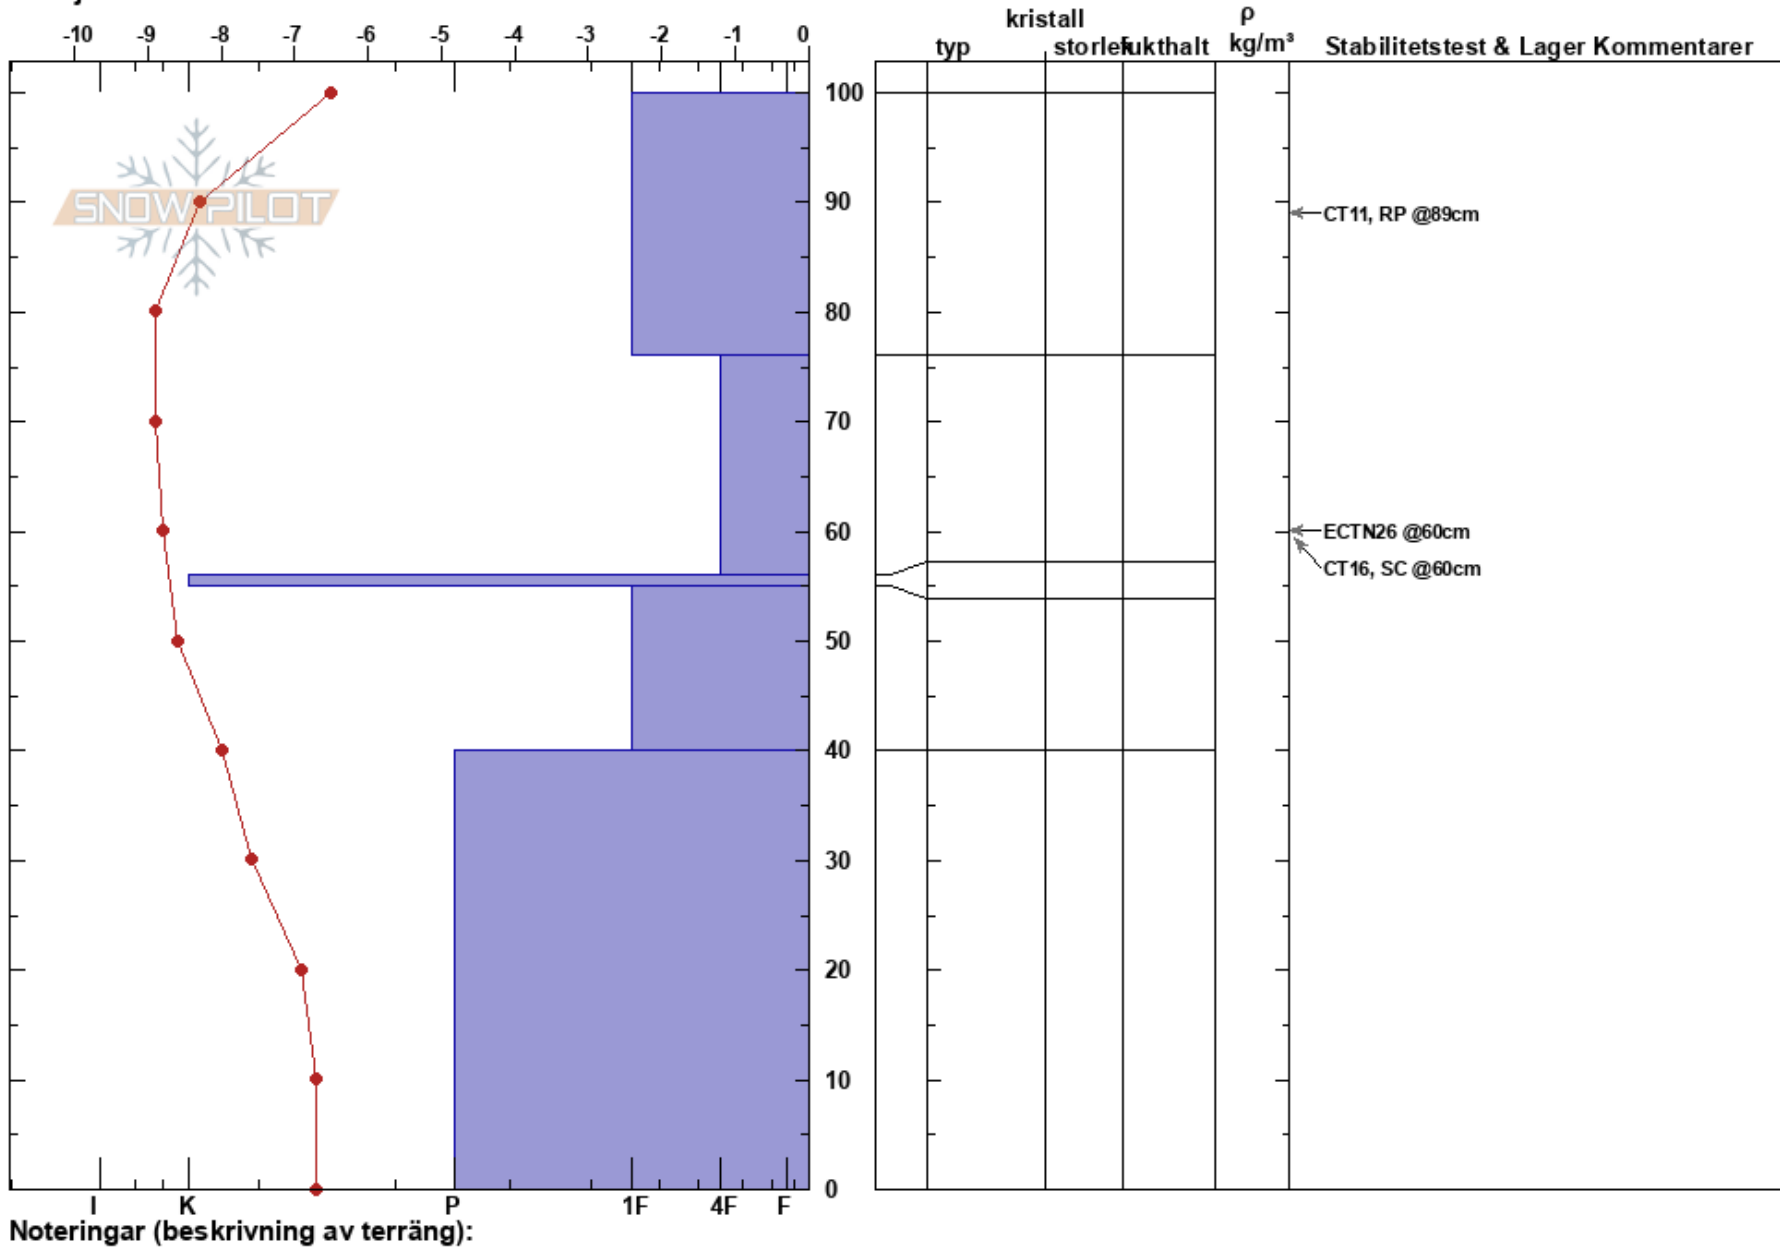 kristall
ρ
-10 -9 -8 -7 -6 -5 -4 -3 -2 -1 0
typ storlek fukthalt kg/m³ Stabilitetstest & Lager Kommentarer
100
SNOW PILOT
90
CT11, RP @89cm
80
70
60
ECTN26 @60cm
CT16, SC @60cm
50
40
30
20
10
0
I K P 1F 4F F
Noteringar (beskrivning av terräng):